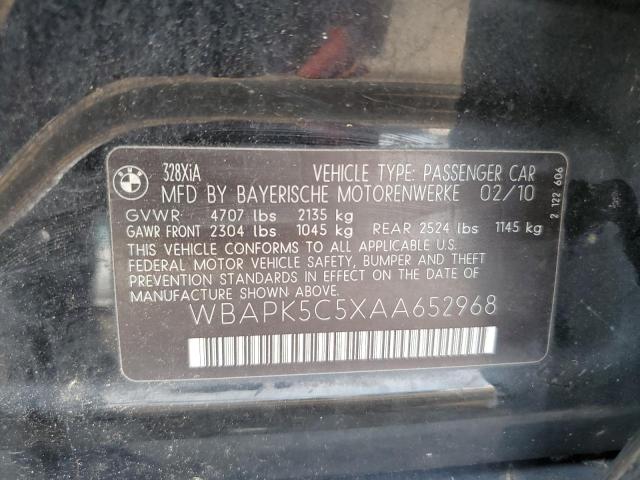 BMW
328XiA VEHICLE TYPE: PASSENGER CAR
MFD BY BAYERISCHE MOTORENWERKE 02/10
GVWR: 4707 lbs 2135 kg
GAWR FRONT 2304 lbs 1045 kg REAR 2524 lbs 1145 kg
THIS VEHICLE CONFORMS TO ALL APPLICABLE U.S.
FEDERAL MOTOR VEHICLE SAFETY, BUMPER AND THEFT
PREVENTION STANDARDS IN EFFECT ON THE DATE OF
MANUFACTURE SHOWN ABOVE.
WBAPK5C5XAA652968
2 122 606